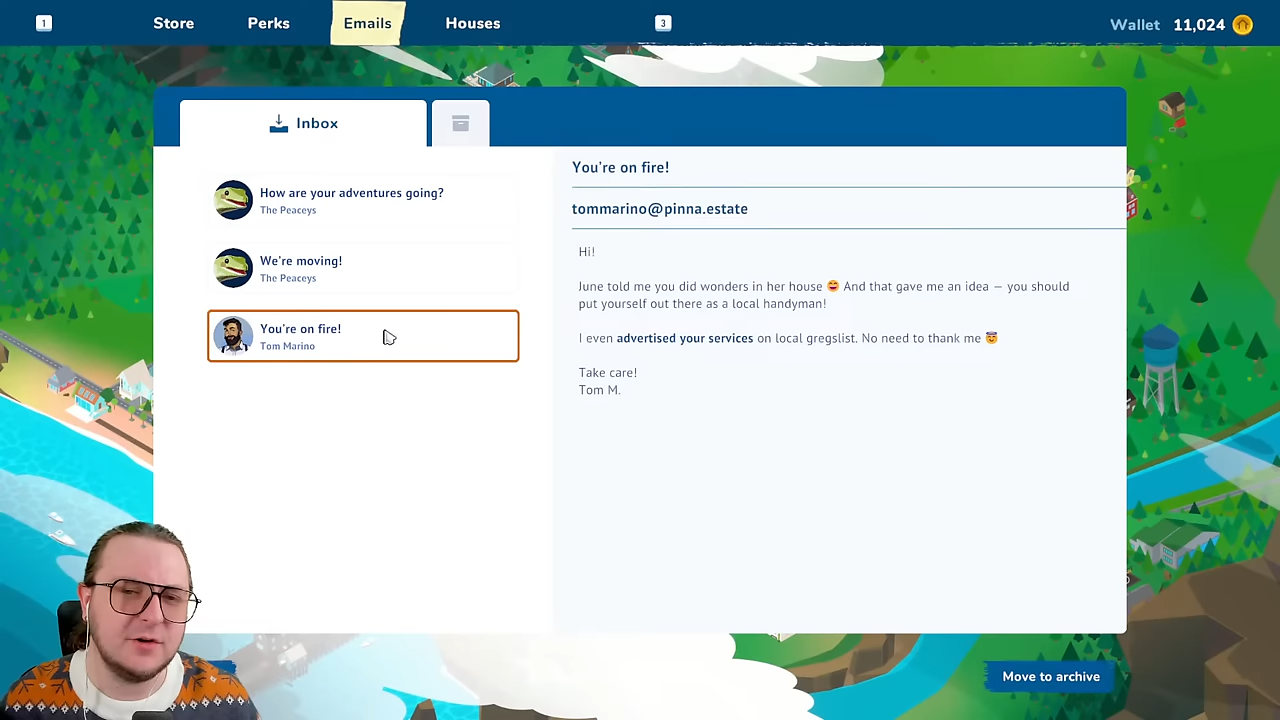 1 Store Perks Emails Houses 3 Wallet 11,024
Inbox
How are your adventures going?
The Peaceys
We're moving!
The Peaceys
You're on fire!
Tom Marino
You're on fire!
tommarino@pinna.estate
Hi!
June told me you did wonders in her house 😄 And that gave me an idea – you should
put yourself out there as a local handyman!
I even advertised your services on local gregslist. No need to thank me 😇
Take care!
Tom M.
Move to archive